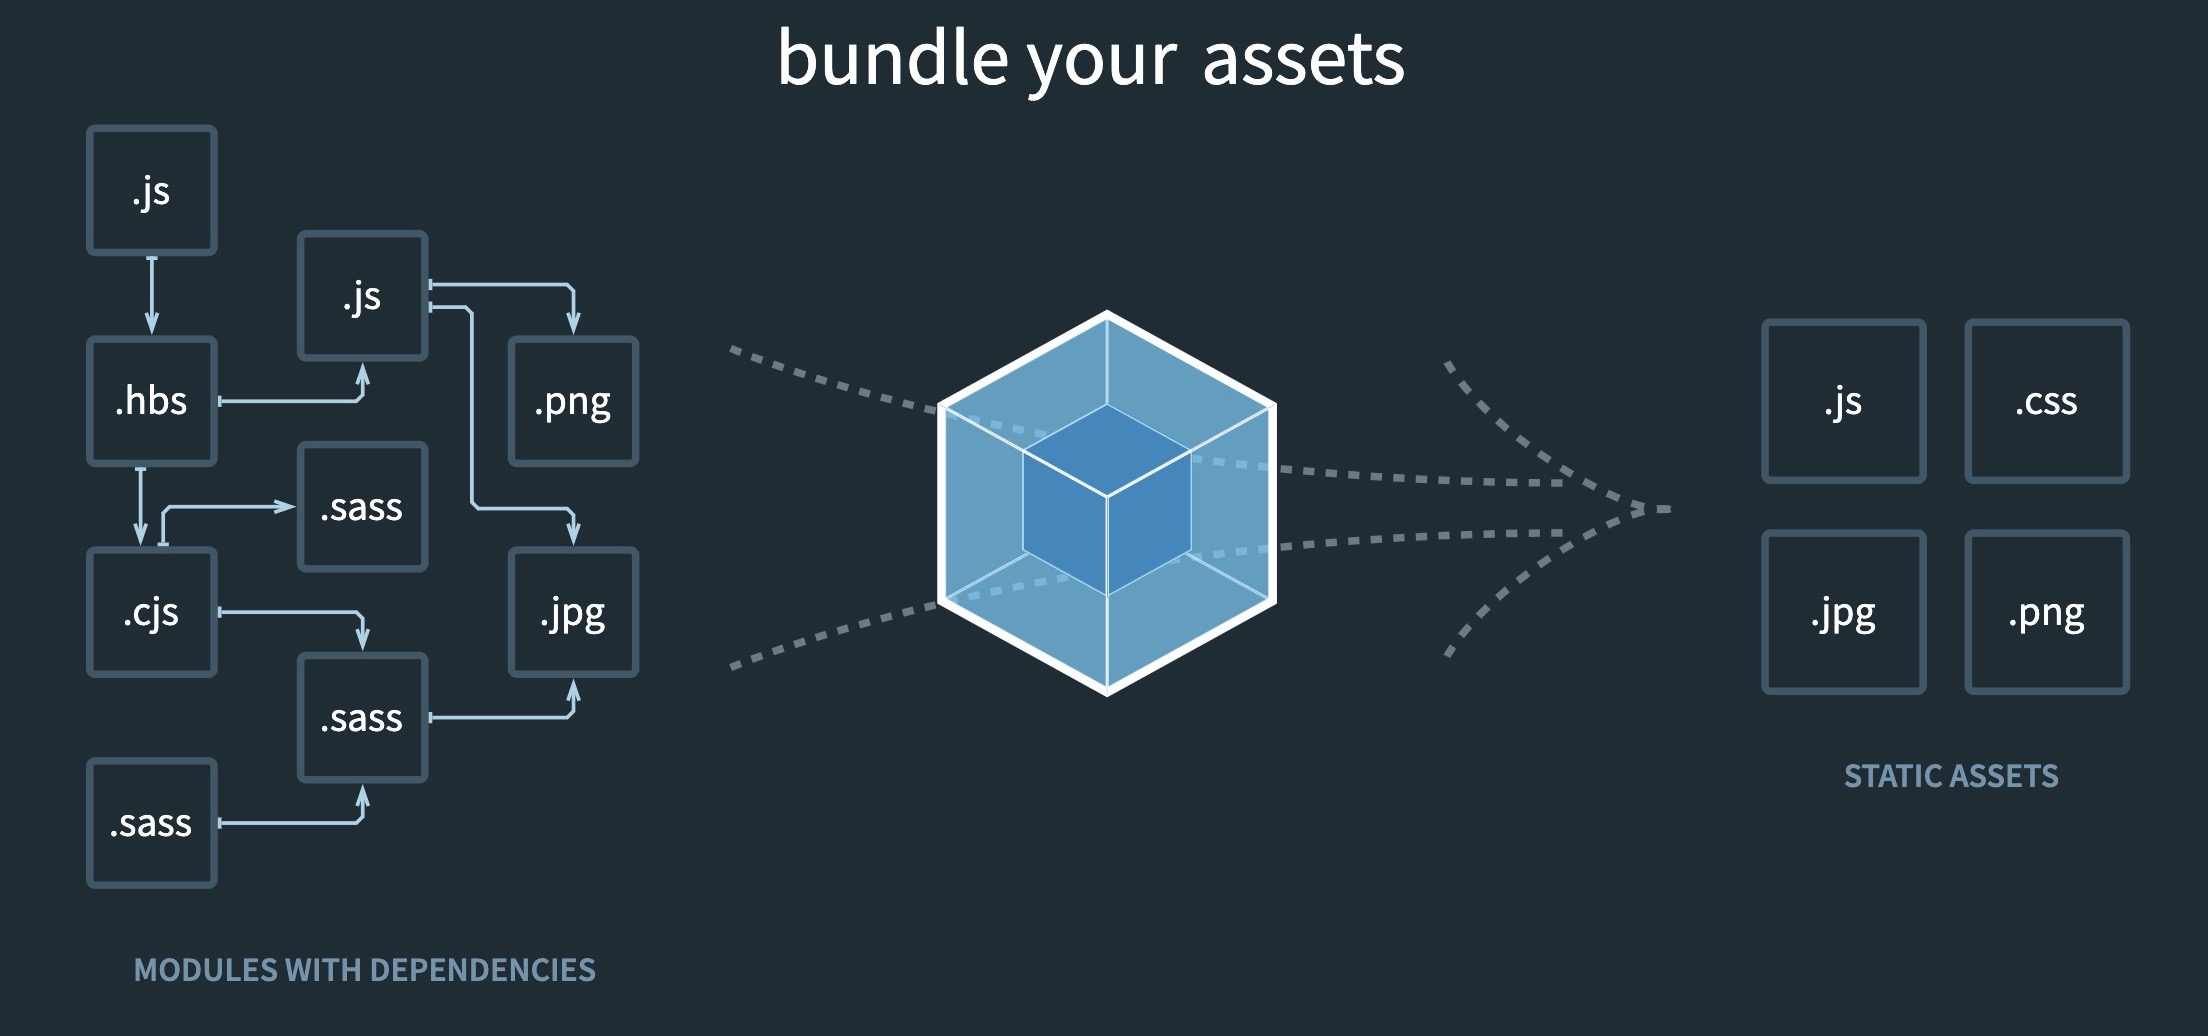 bundle your assets
.js
.js
.hbs
.png
.sass
.cjs
.jpg
.sass
.sass
MODULES WITH DEPENDENCIES
.js
.css
.jpg
.png
STATIC ASSETS